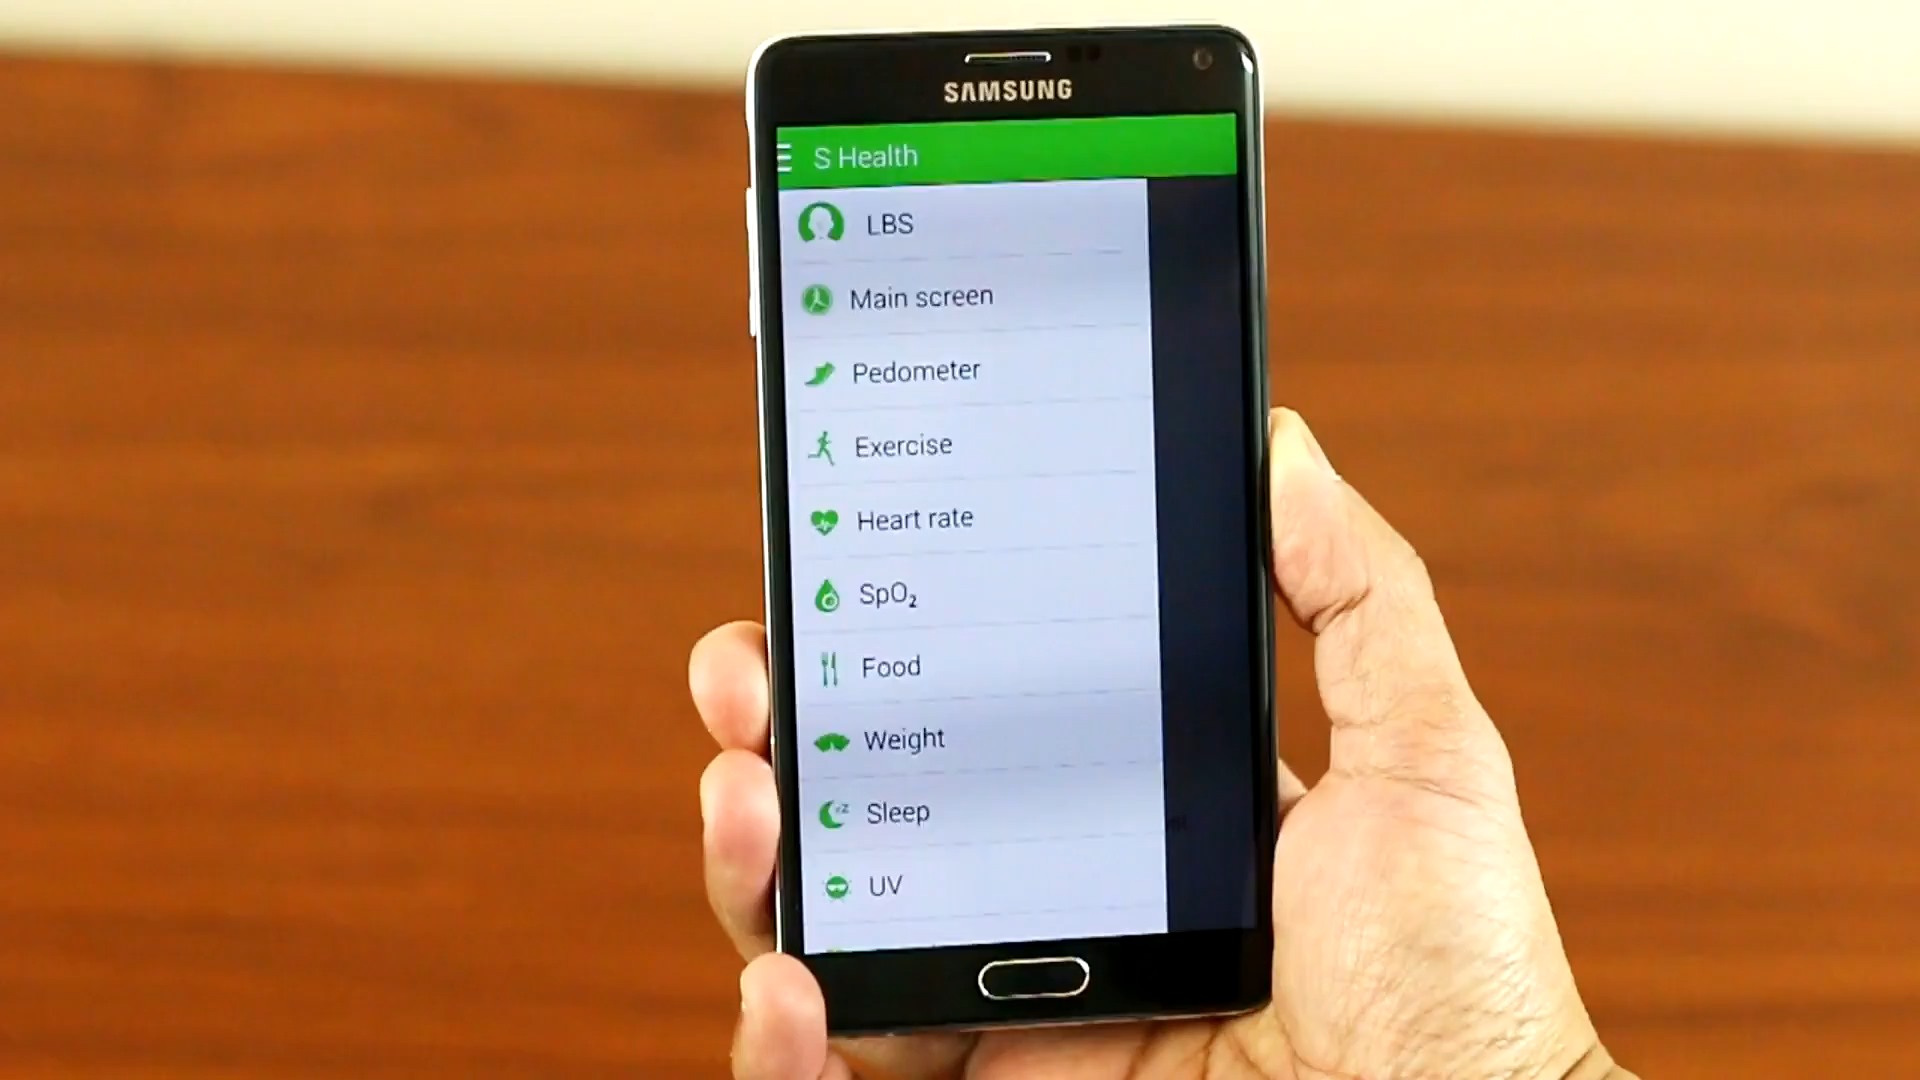 SAMSUNG
S Health
LBS
Main screen
Pedometer
Exercise
Heart rate
SpO₂
Food
Weight
Sleep
UV